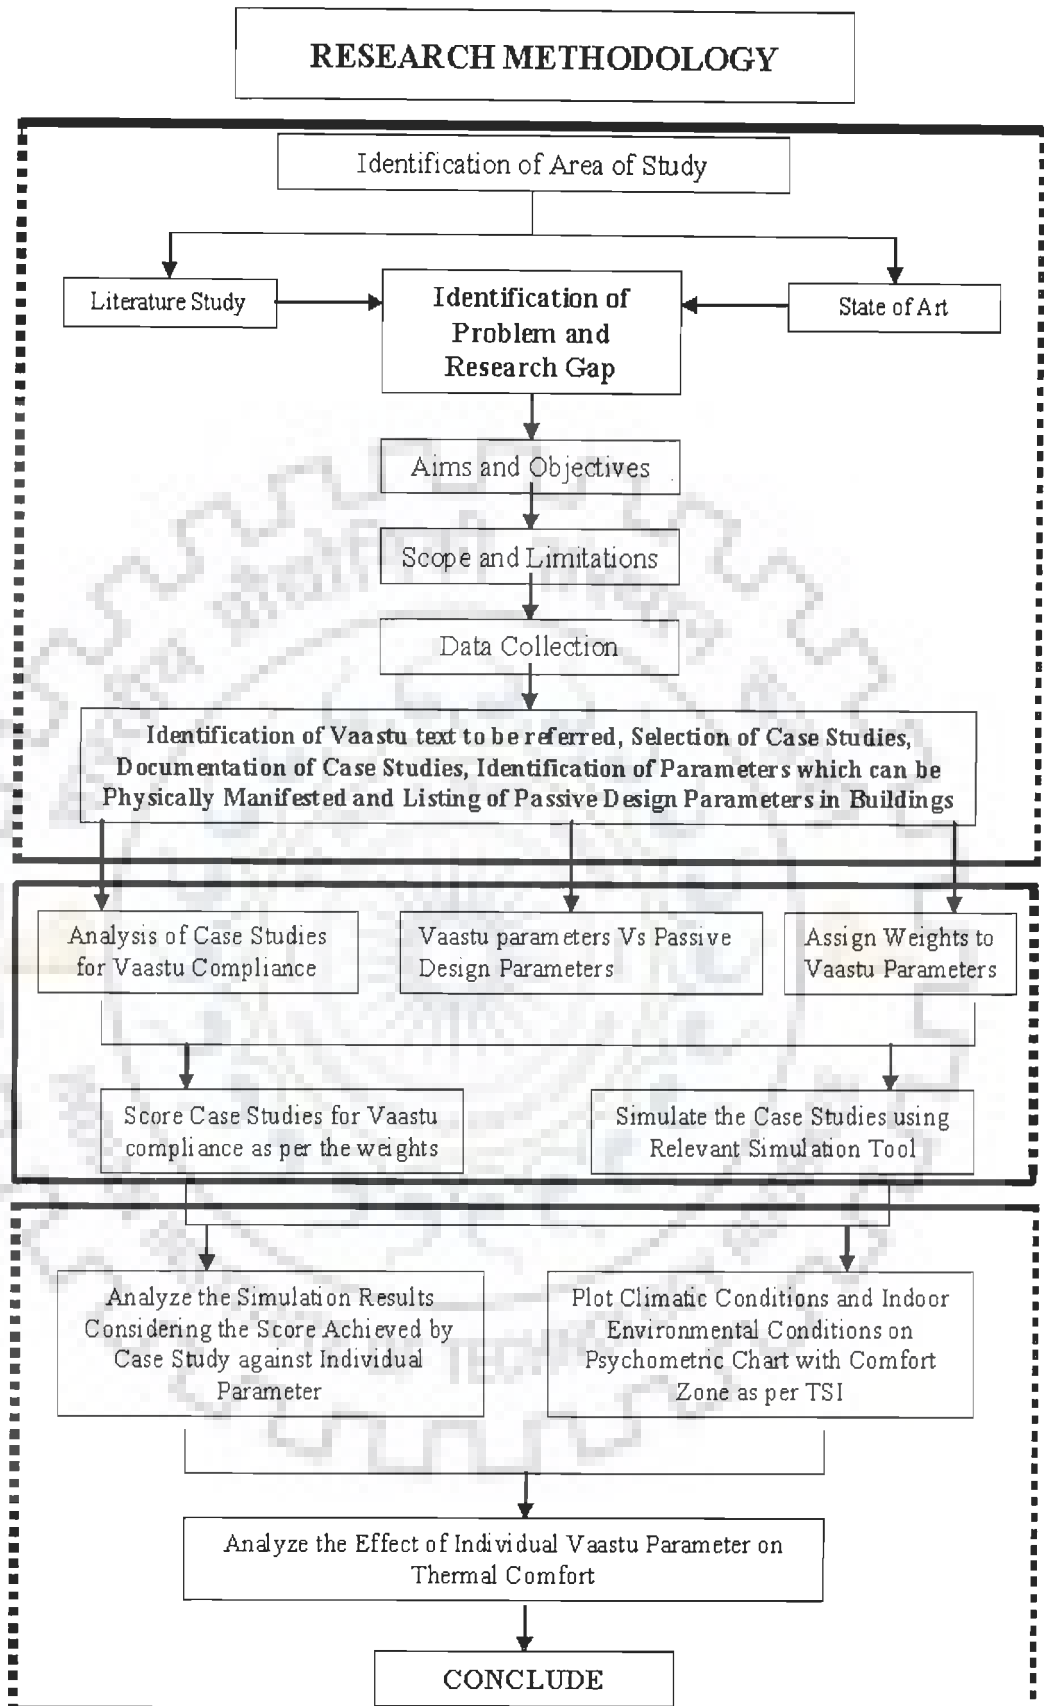 RESEARCH METHODOLOGY
Identification of Area of Study
Literature Study
Identification of
Problem and
Research Gap
State of Art
Aims and Objectives
Scope and Limitations
Data Collection
Identification of Vaastu text to be referred, Selection of Case Studies,
Documentation of Case Studies, Identification of Parameters which can be
Physically Manifested and Listing of Passive Design Parameters in Buildings
Analysis of Case Studies
for Vaastu Compliance
Vaastu parameters Vs Passive
Design Parameters
Assign Weights to
Vaastu Parameters
Score Case Studies for Vaastu
compliance as per the weights
Simulate the Case Studies using
Relevant Simulation Tool
Analyze the Simulation Results
Considering the Score Achieved by
Case Study against Individual
Parameter
Plot Climatic Conditions and Indoor
Environmental Conditions on
Psychometric Chart with Comfort
Zone as per TSI
Analyze the Effect of Individual Vaastu Parameter on
Thermal Comfort
CONCLUDE